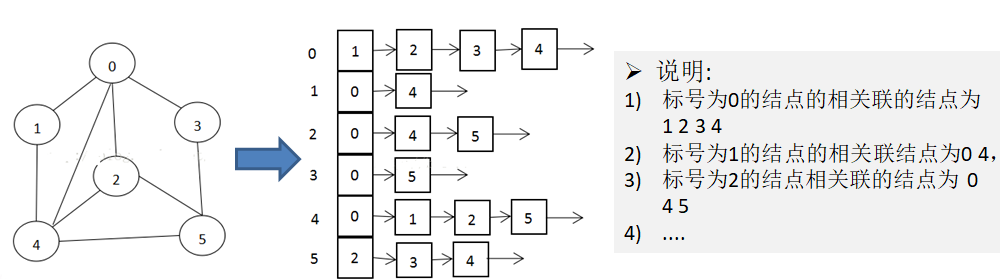 0
1
3
2
4
5
0 1 2 3 4
1 0 4
2 0 4 5
3 0 5
4 0 1 2 5
5 2 3 4
➢ 说明:
1) 标号为0的结点的相关联的结点为
1 2 3 4
2) 标号为1的结点的相关联结点为0 4,
3) 标号为2的结点相关联的结点为 0
4 5
4) ....